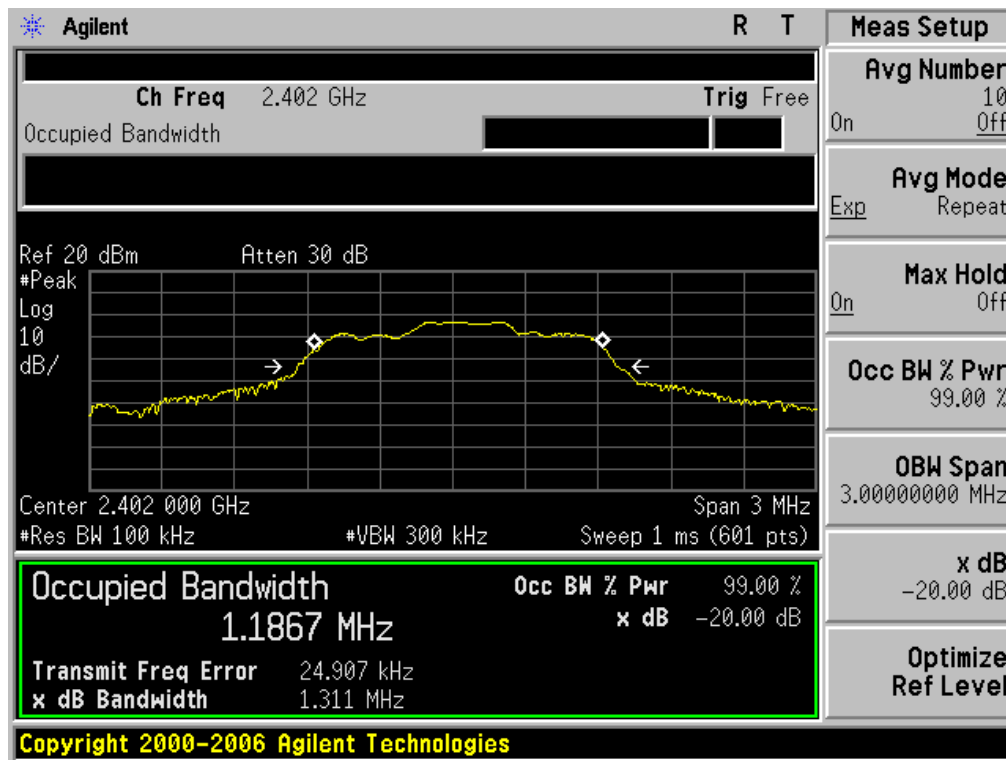 Agilent R T
Ch Freq 2.402 GHz Trig Free
Occupied Bandwidth
Ref 20 dBm Atten 30 dB
#Peak
Log
10
dB/
Center 2.402 000 GHz Span 3 MHz
#Res BW 100 kHz #VBW 300 kHz Sweep 1 ms (601 pts)
Occupied Bandwidth Occ BW % Pwr 99.00 %
1.1867 MHz x dB -20.00 dB
Transmit Freq Error 24.907 kHz
x dB Bandwidth 1.311 MHz
Copyright 2000-2006 Agilent Technologies
Meas Setup
Avg Number
10
On Off
Avg Mode
Exp Repeat
Max Hold
On Off
Occ BW % Pwr
99.00 %
OBW Span
3.00000000 MHz
x dB
-20.00 dB
Optimize
Ref Level